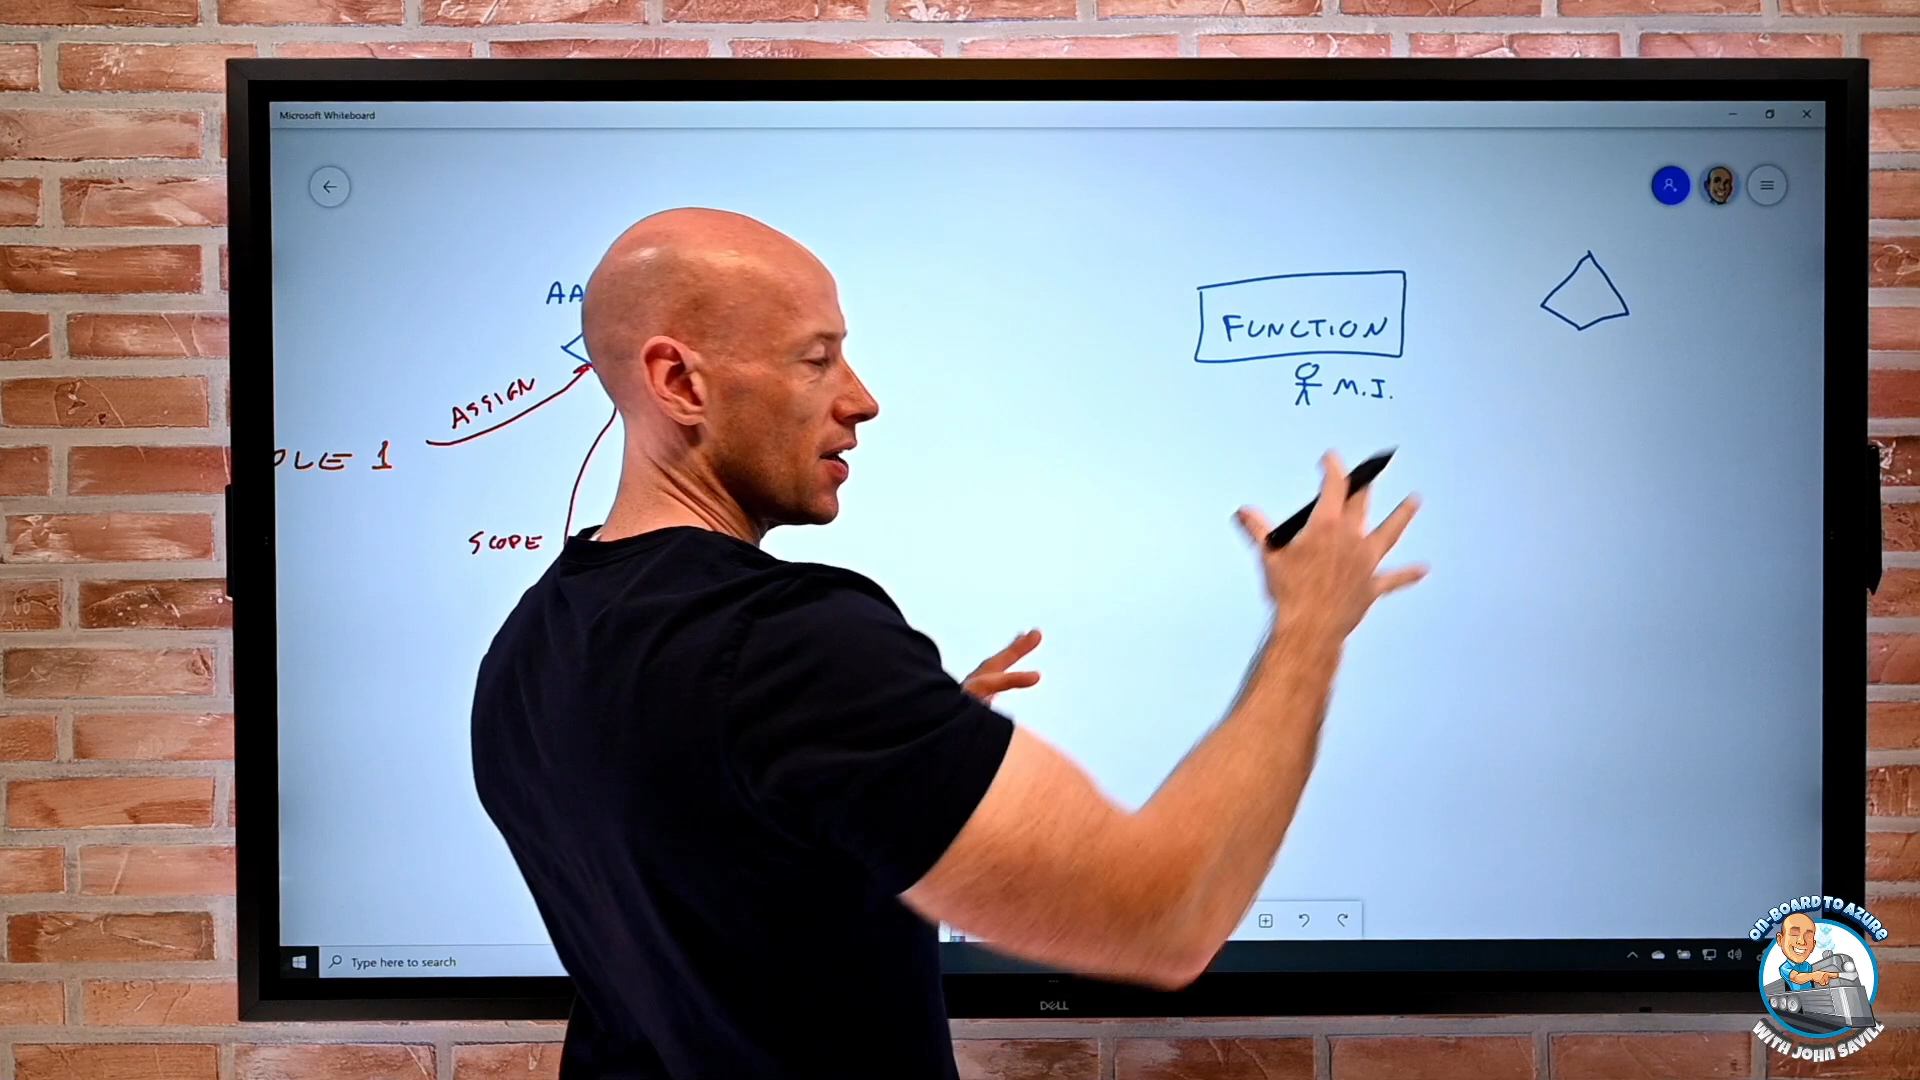 Microsoft Whiteboard
AA
FUNCTION
ASSIGN
M.I.
OLE 1
SCOPE
Type here to search
DELL
ON-BOARD TO AZURE
WITH JOHN SAVILL